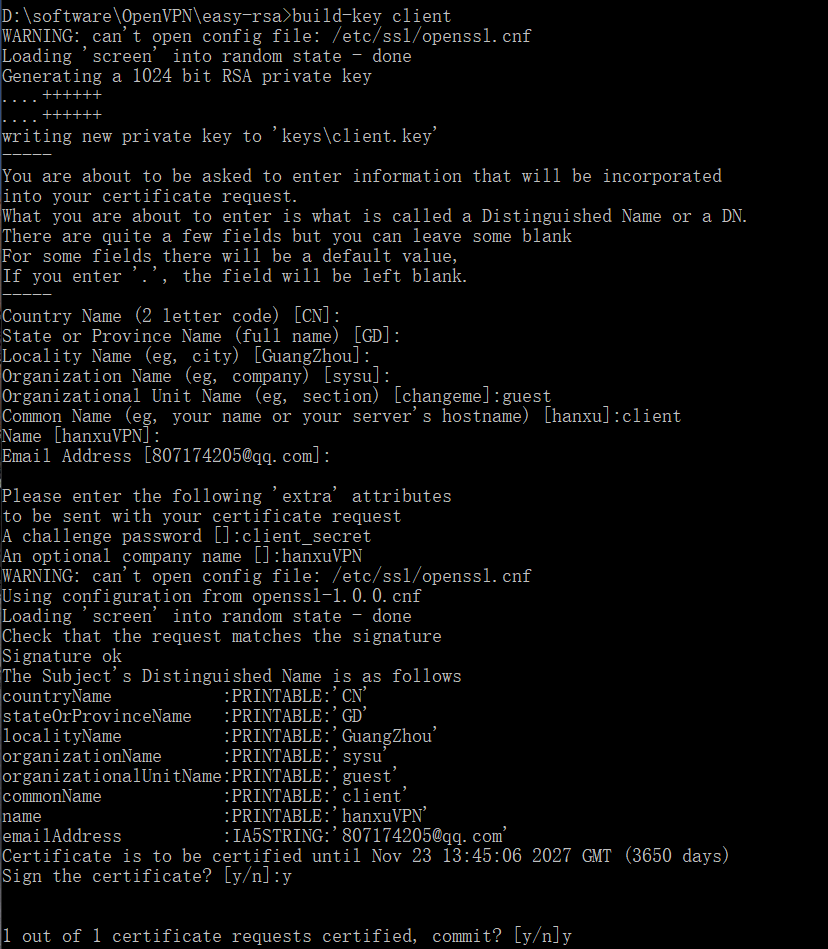 D:\software\OpenVPN\easy-rsa>build-key client
WARNING: can't open config file: /etc/ssl/openssl.cnf
Loading 'screen' into random state - done
Generating a 1024 bit RSA private key
....++++++
....++++++
writing new private key to 'keys\client.key'
-----
You are about to be asked to enter information that will be incorporated
into your certificate request.
What you are about to enter is what is called a Distinguished Name or a DN.
There are quite a few fields but you can leave some blank
For some fields there will be a default value,
If you enter '.', the field will be left blank.
-----
Country Name (2 letter code) [CN]:
State or Province Name (full name) [GD]:
Locality Name (eg, city) [GuangZhou]:
Organization Name (eg, company) [sysu]:
Organizational Unit Name (eg, section) [changeme]:guest
Common Name (eg, your name or your server's hostname) [hanxu]:client
Name [hanxuVPN]:
Email Address [807174205@qq.com]:

Please enter the following 'extra' attributes
to be sent with your certificate request
A challenge password []:client_secret
An optional company name []:hanxuVPN
WARNING: can't open config file: /etc/ssl/openssl.cnf
Using configuration from openssl-1.0.0.cnf
Loading 'screen' into random state - done
Check that the request matches the signature
Signature ok
The Subject's Distinguished Name is as follows
countryName           :PRINTABLE:'CN'
stateOrProvinceName   :PRINTABLE:'GD'
localityName          :PRINTABLE:'GuangZhou'
organizationName      :PRINTABLE:'sysu'
organizationalUnitName:PRINTABLE:'guest'
commonName            :PRINTABLE:'client'
name                  :PRINTABLE:'hanxuVPN'
emailAddress          :IA5STRING:'807174205@qq.com'
Certificate is to be certified until Nov 23 13:45:06 2027 GMT (3650 days)
Sign the certificate? [y/n]:y

1 out of 1 certificate requests certified, commit? [y/n]y